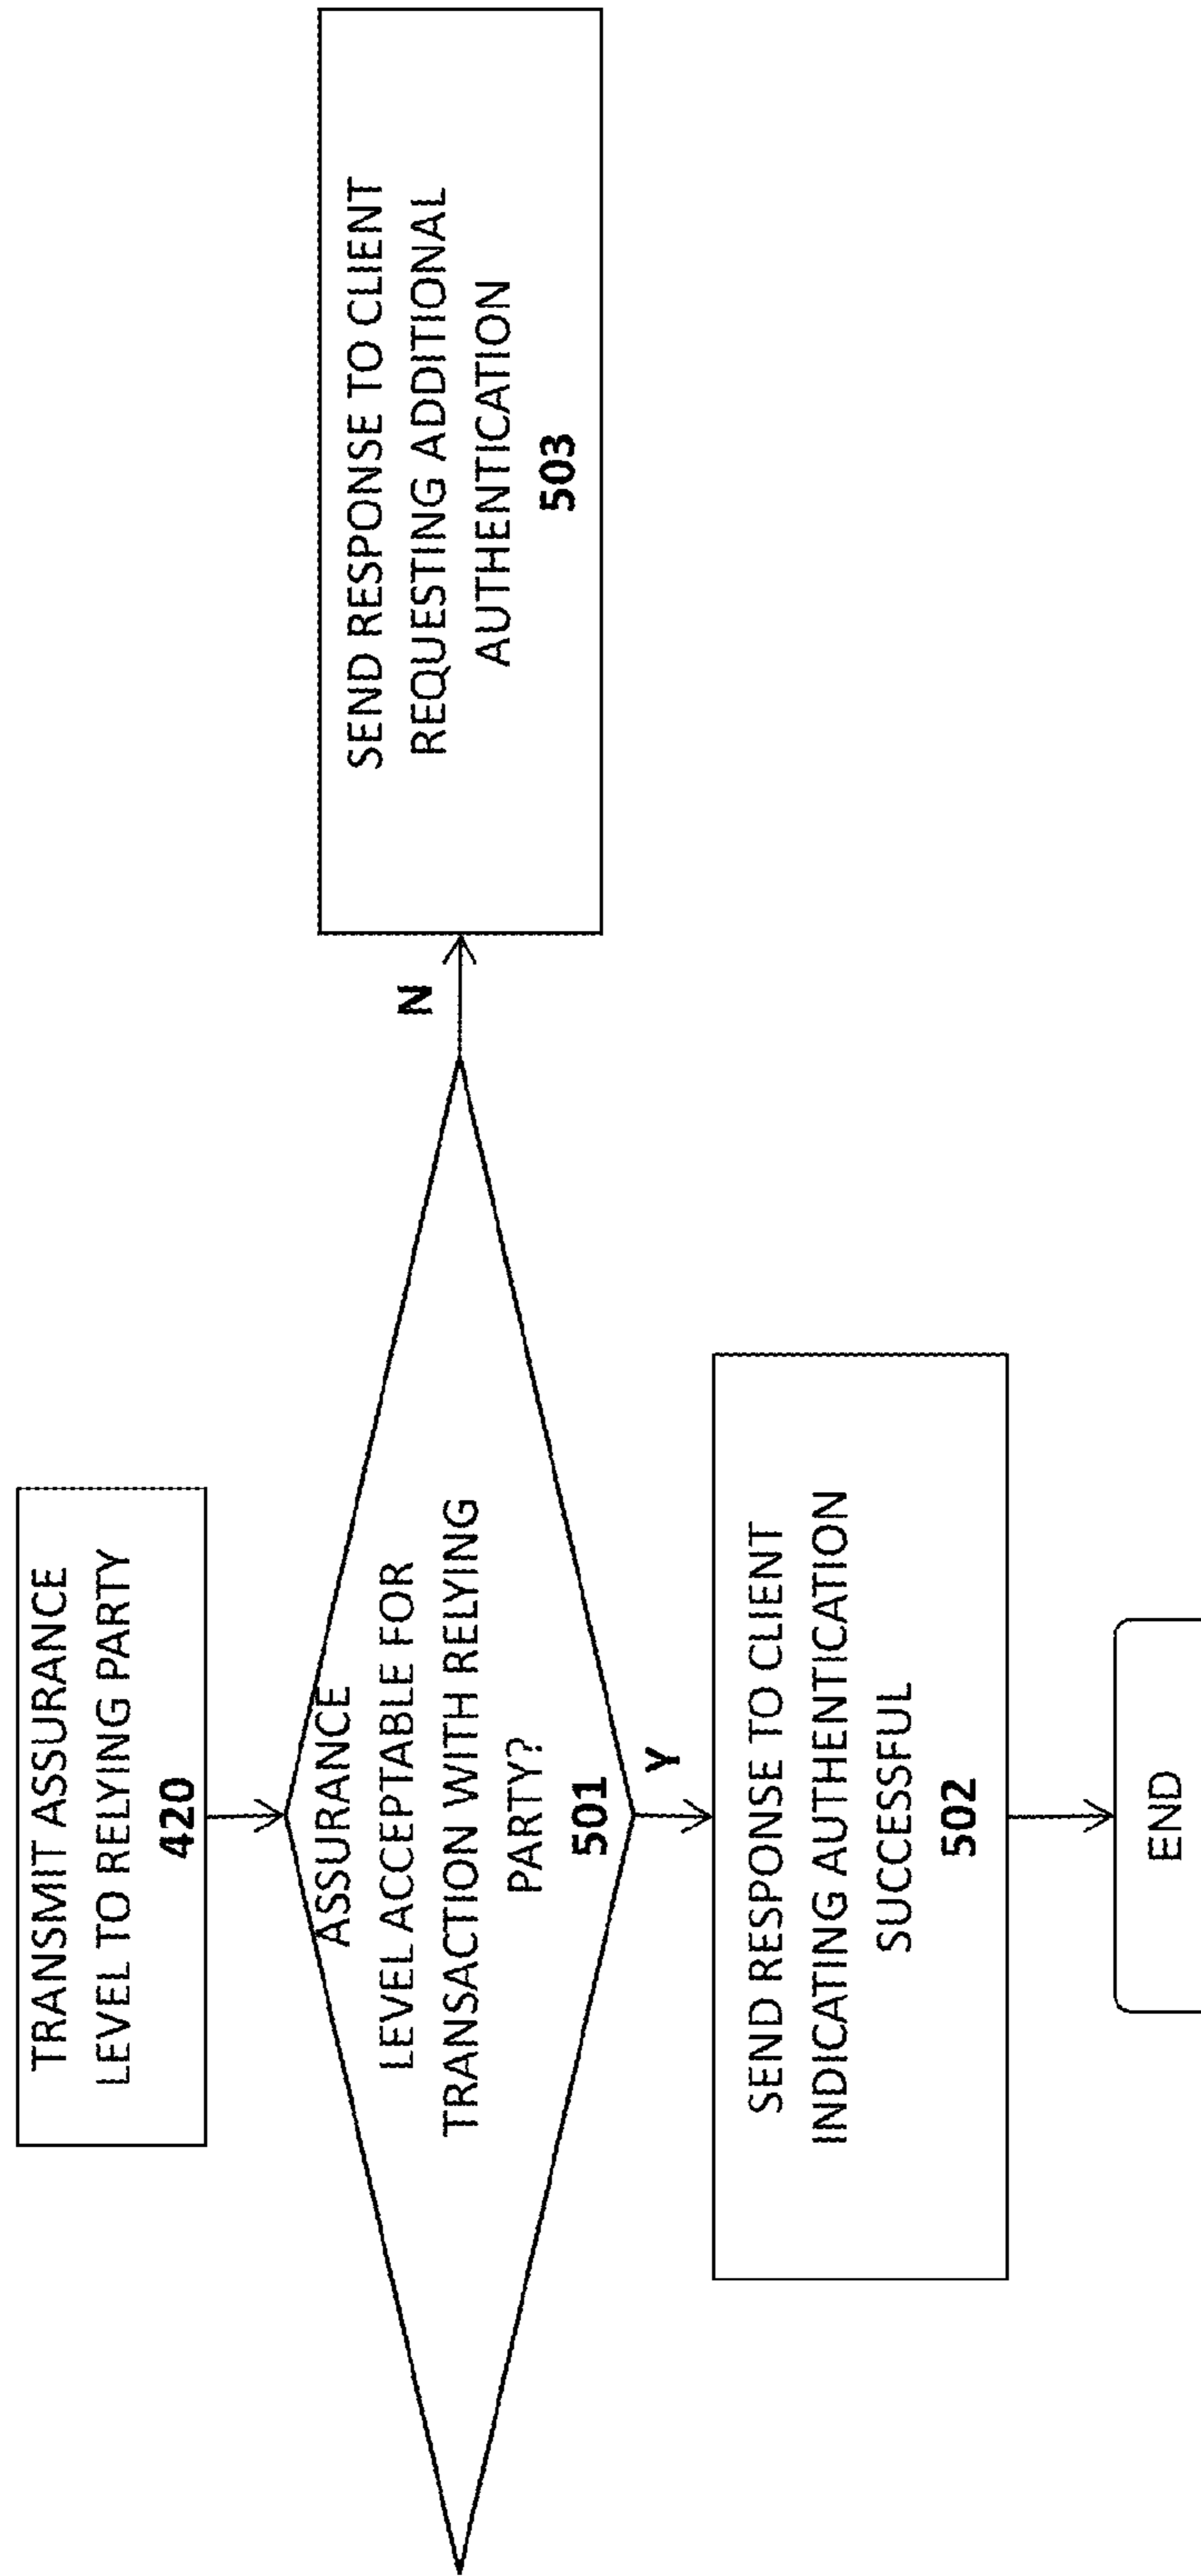 TRANSMIT ASSURANCE
LEVEL TO RELYING PARTY
420
ASSURANCE
LEVEL ACCEPTABLE FOR
TRANSACTION WITH RELYING
PARTY?
501
N
SEND RESPONSE TO CLIENT
REQUESTING ADDITIONAL
AUTHENTICATION
503
Y
SEND RESPONSE TO CLIENT
INDICATING AUTHENTICATION
SUCCESSFUL
502
END